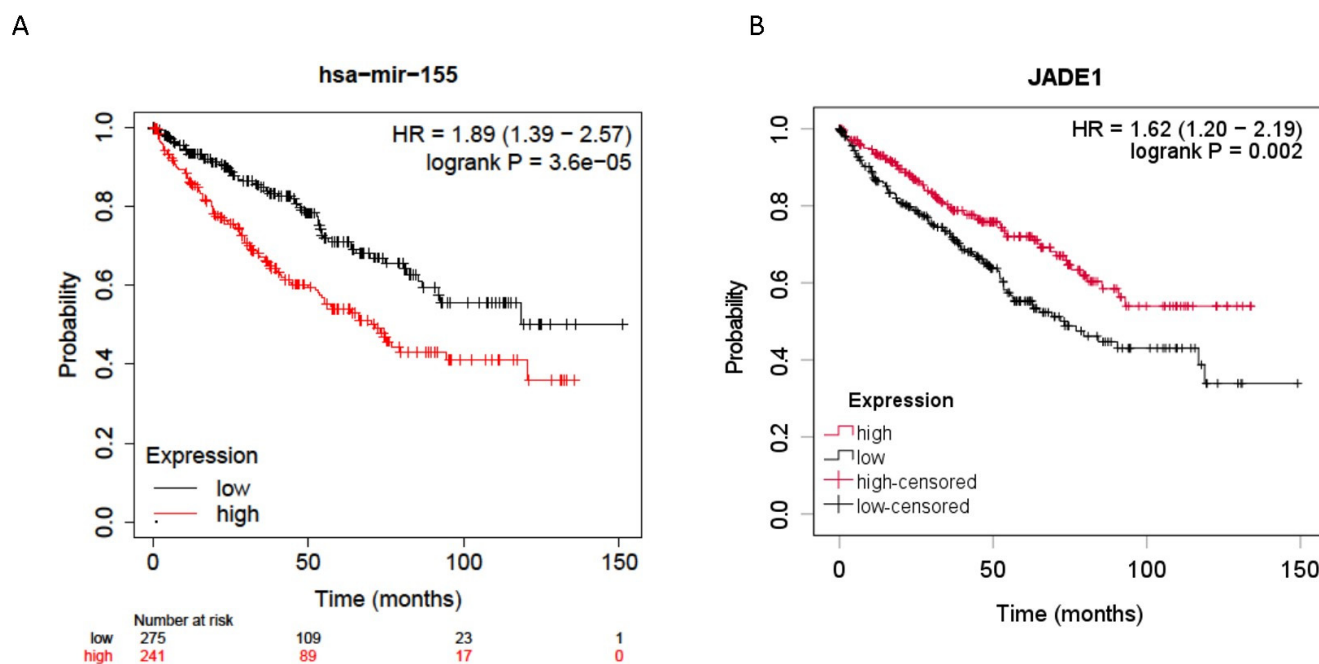 A
hsa-mir-155
HR = 1.89 (1.39 − 2.57)
logrank P = 3.6e−05
Probability
1.0
0.8
0.6
0.4
0.2
0.0
Expression
low
high
0 50 100 150
Time (months)
Number at risk
low 275 109 23 1
high 241 89 17 0
B
JADE1
HR = 1.62 (1.20 − 2.19)
logrank P = 0.002
Probability
1.0
0.8
0.6
0.4
0.2
0.0
Expression
high
low
high-censored
low-censored
0 50 100 150
Time (months)